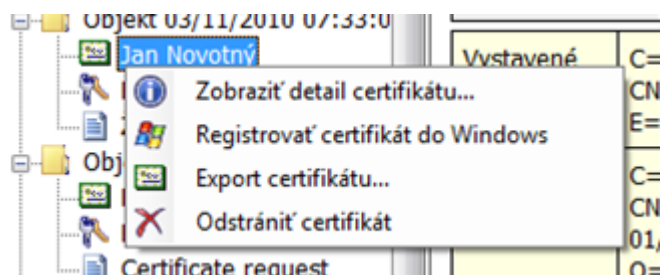 Objekt 03/11/2010 07:33:0
Jan Novotný
Vystavené
C=
CN
E=
Zobraziť detail certifikátu...
Registrovať certifikát do Windows
Export certifikátu...
Odstrániť certifikát
Obj
C=
CN
01/
O=
Certificate request